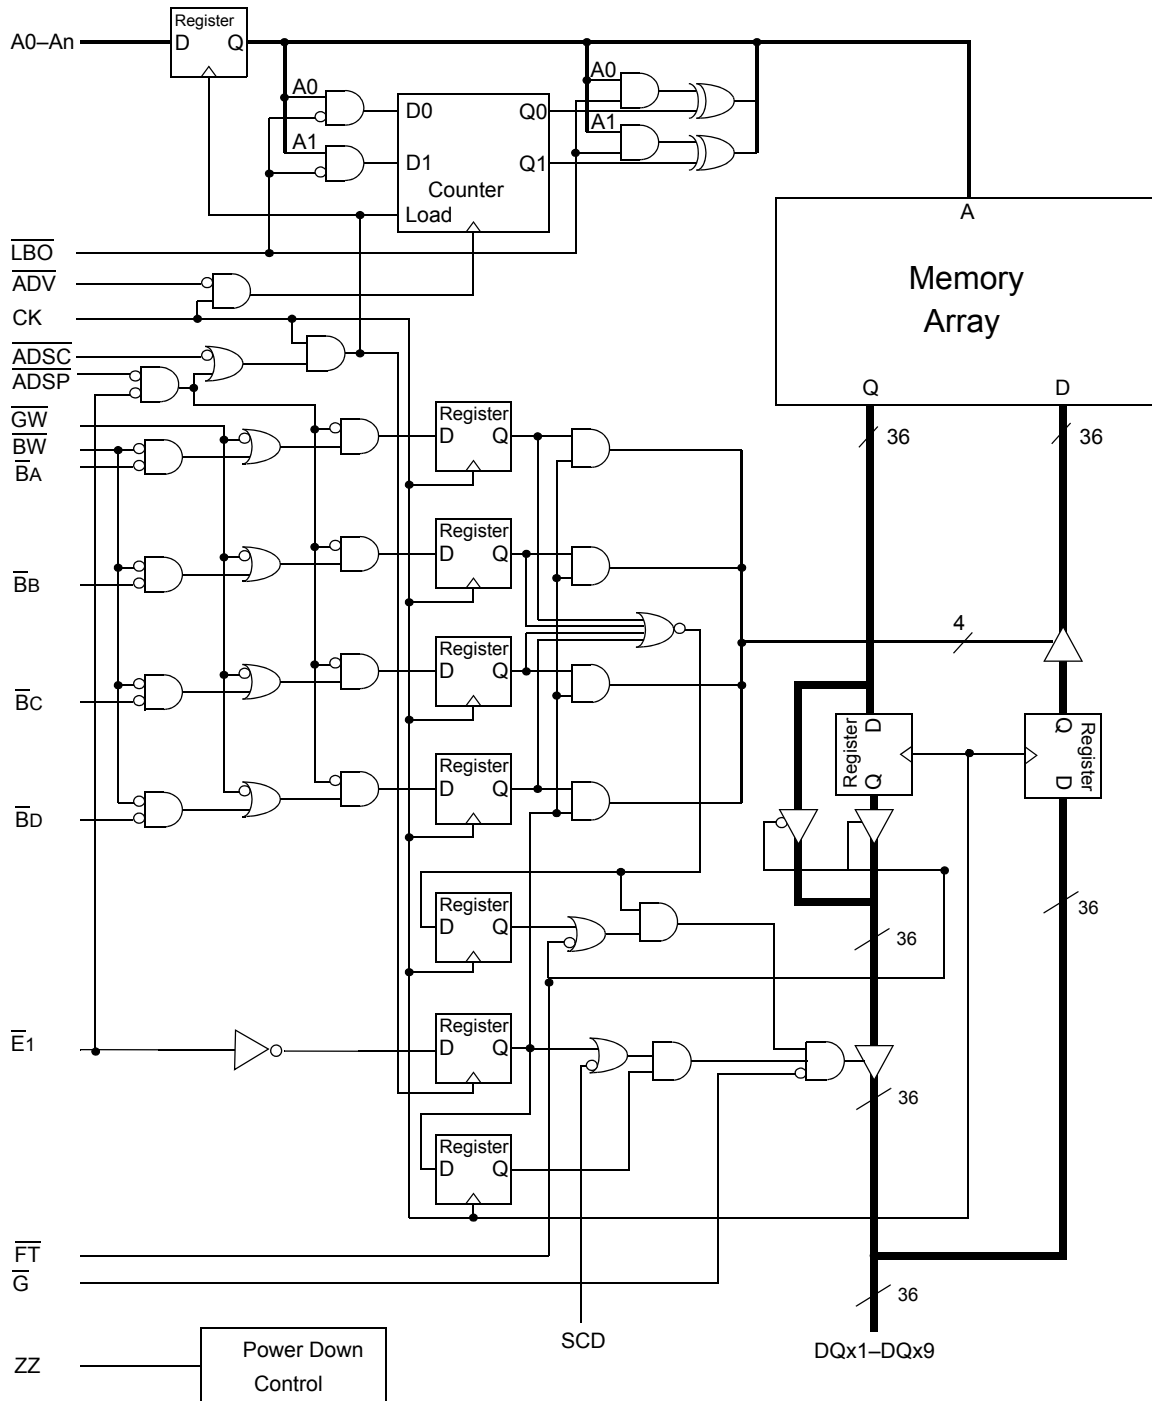 Register
A0–An
D Q
A0
A0
D0 Q0
A1
A1
D1 Q1
Counter
Load
A
LBO
ADV
Memory
CK
Array
ADSC
ADSP
Q D
GW
Register
BW
D Q
36 36
BA
Register
D Q
BB
4
Register
D Q
BC
Register
D
Q
Q
Register
D
Register
D Q
BD
Register
D Q
36
36
Register
E1
D Q
36
Register
D Q
FT
G
36
SCD
DQx1–DQx9
Power Down
ZZ
Control